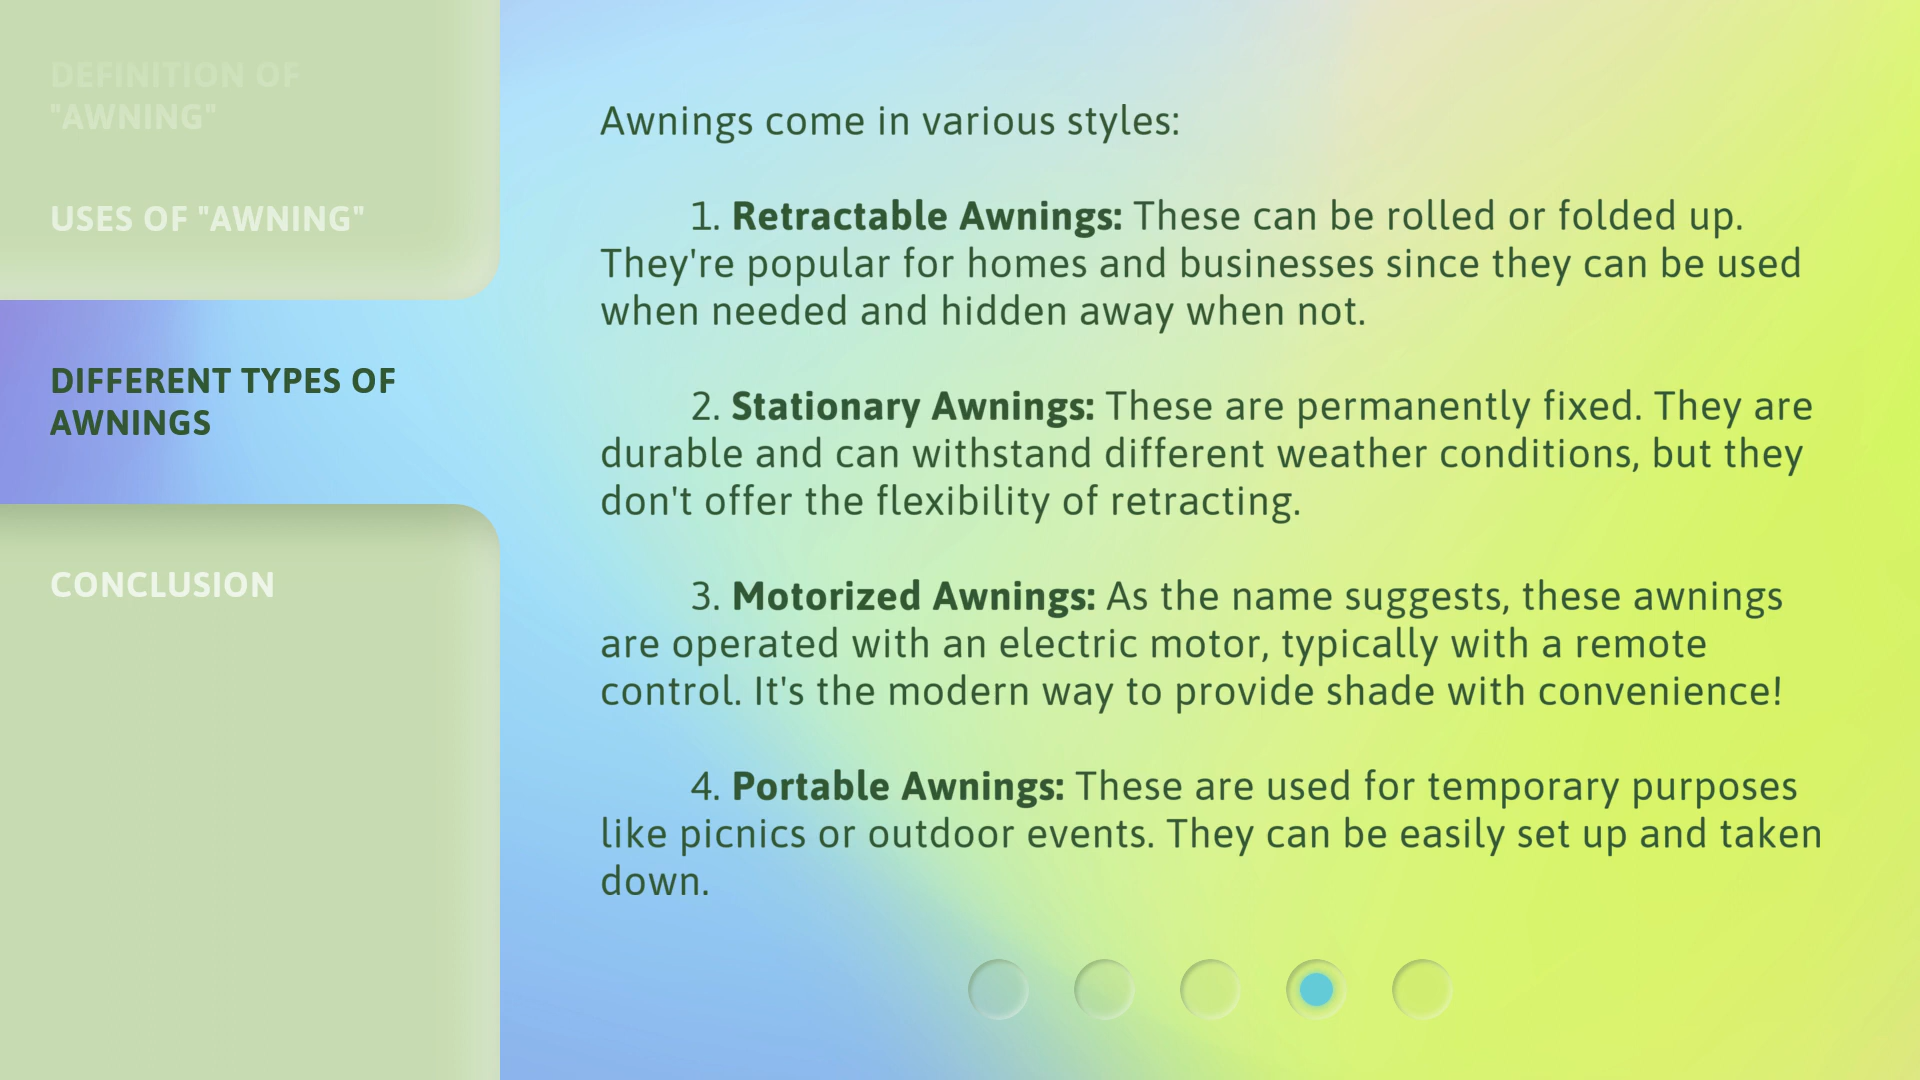 DEFINITION OF
"AWNING"
USES OF "AWNING"
DIFFERENT TYPES OF
AWNINGS
CONCLUSION
Awnings come in various styles:
1. Retractable Awnings: These can be rolled or folded up.
They're popular for homes and businesses since they can be used
when needed and hidden away when not.
2. Stationary Awnings: These are permanently fixed. They are
durable and can withstand different weather conditions, but they
don't offer the flexibility of retracting.
3. Motorized Awnings: As the name suggests, these awnings
are operated with an electric motor, typically with a remote
control. It's the modern way to provide shade with convenience!
4. Portable Awnings: These are used for temporary purposes
like picnics or outdoor events. They can be easily set up and taken
down.